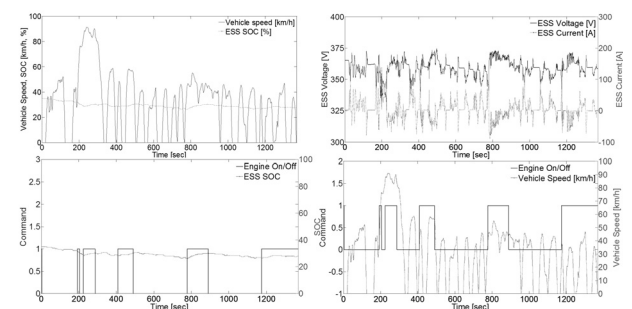 Vehicle speed [km/h]
ESS SOC [%]
Vehicle Speed, SOC [km/h, %]
100
80
60
40
20
0
0 200 400 600 800 1000 1200
Time [sec]
ESS Voltage [V]
ESS Current [A]
ESS Voltage [V]
400
375
350
325
300
300
200
100
0
-100
ESS Current [A]
0 200 400 600 800 1000 1200
Time [sec]
Engine On/Off
ESS SOC
Command
3
2.5
2
1.5
1
0.5
0
100
80
60
40
20
0
SOC
0 200 400 600 800 1000 1200
Time [sec]
Engine On/Off
Vehicle Speed [km/h]
Command
2
1.5
1
0.5
0
-0.5
-1
100
90
80
70
60
50
40
30
20
10
0
Vehicle Speed [km/h]
0 200 400 600 800 1000 1200
Time [sec]